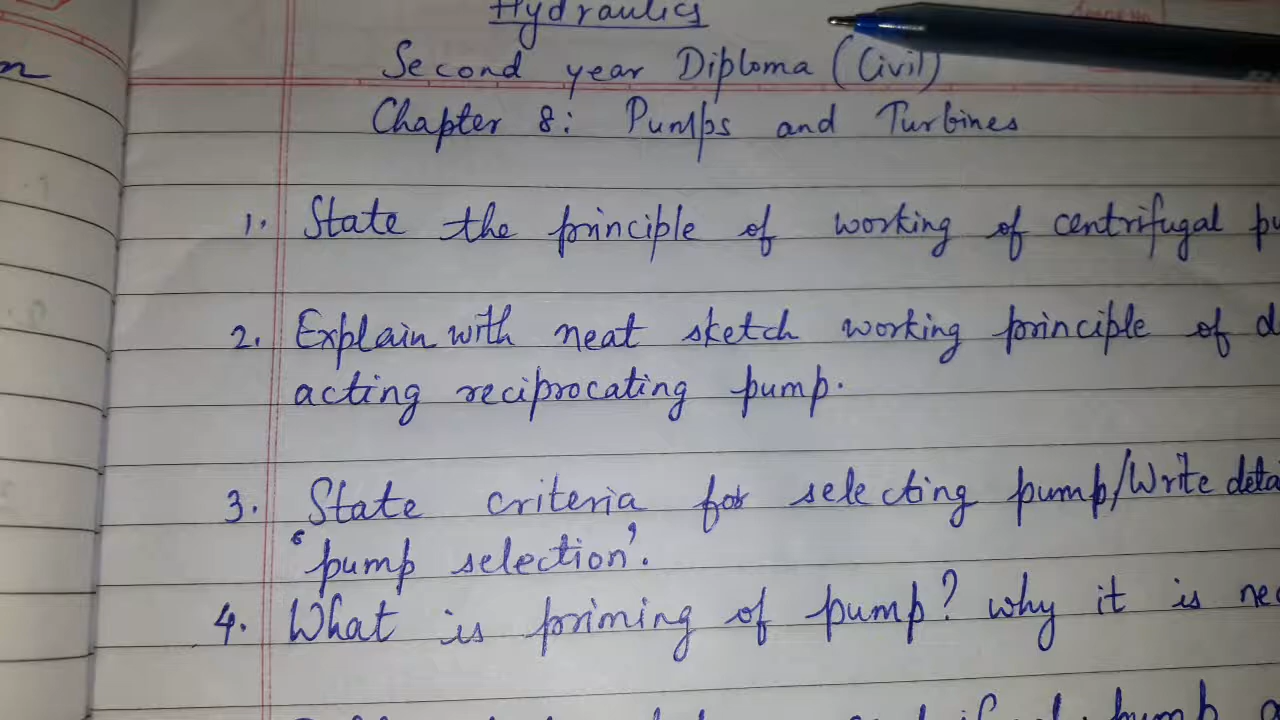 Hydraulics
Second year Diploma (Civil)
Chapter 8: Pumps and Turbines
1. State the principle of working of centrifugal
2. Explain with neat sketch working principle of
acting reciprocating pump.
3. State criteria for selecting pump/Write
'pump selection'.
4. What is priming of pump? why it is
pump